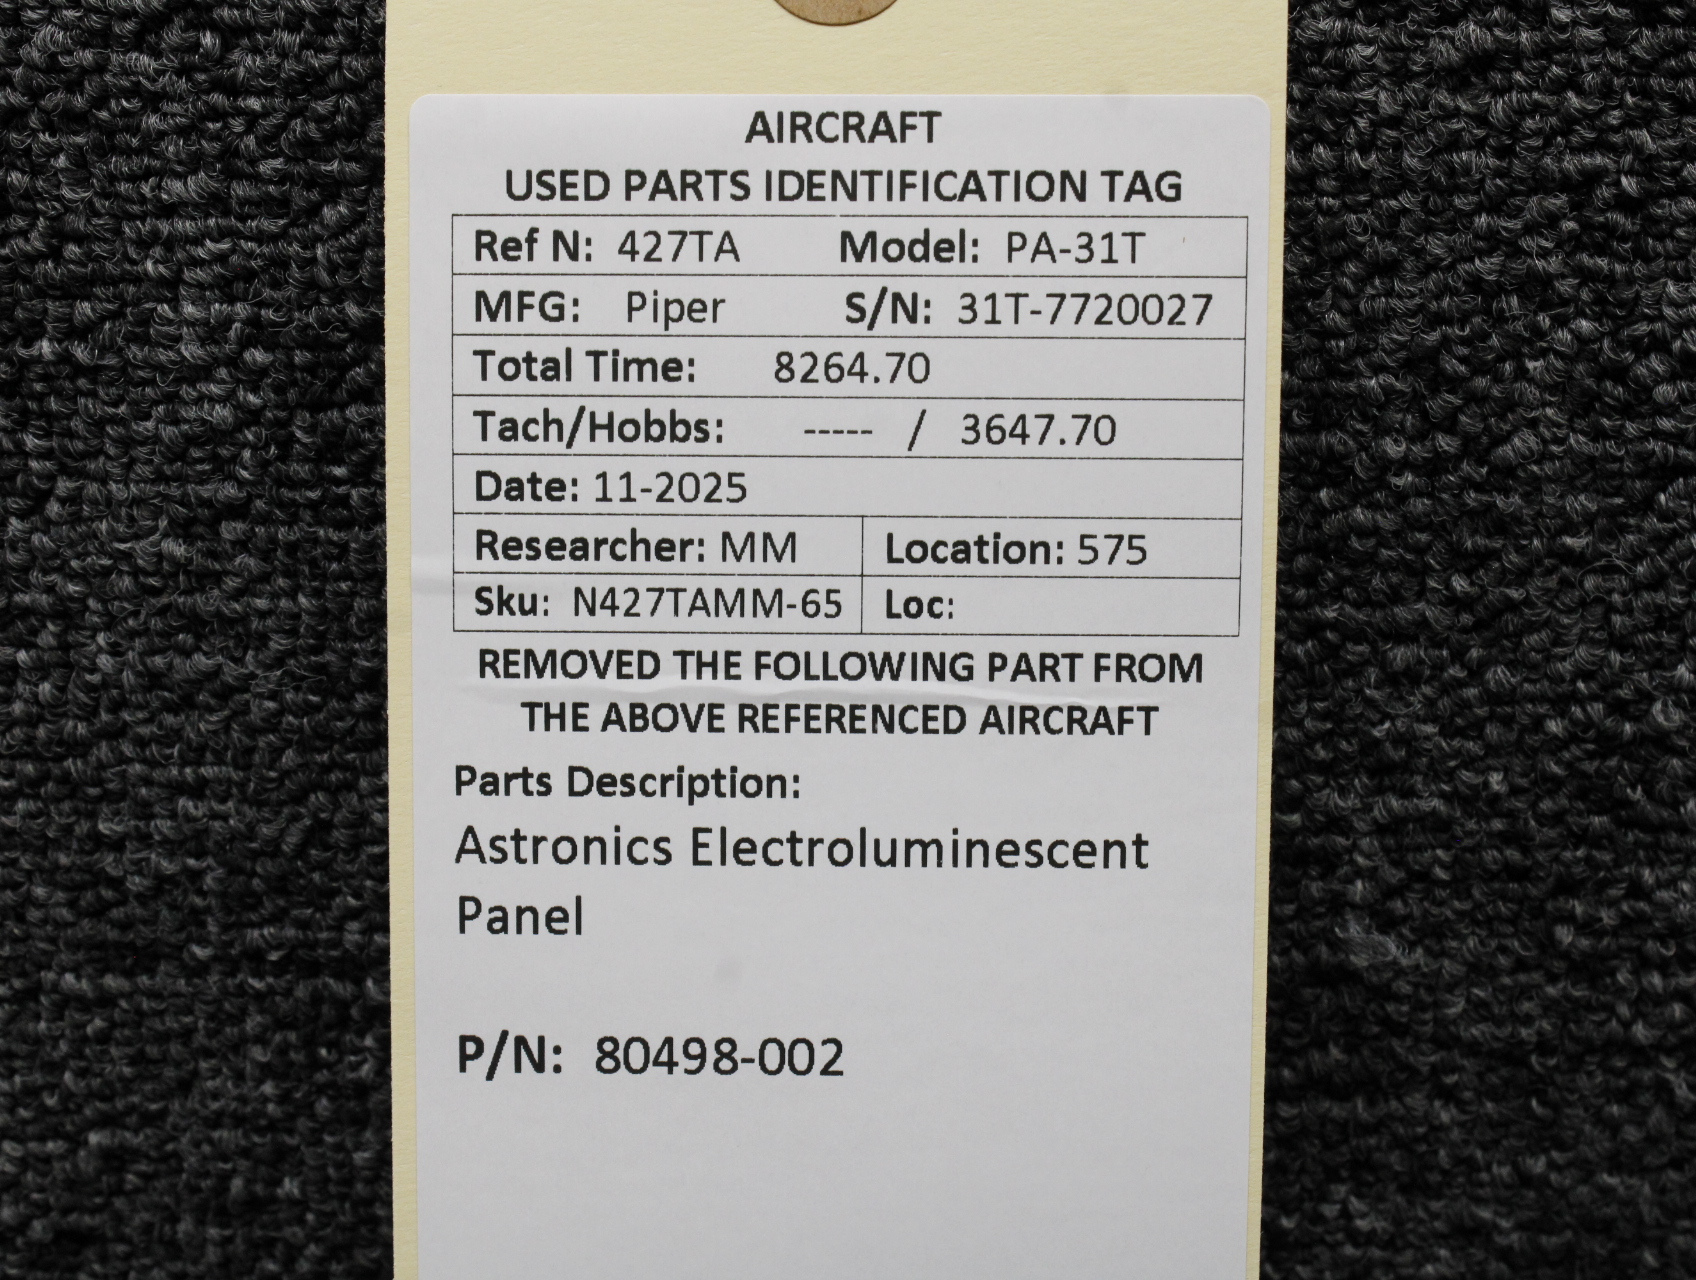 AIRCRAFT
USED PARTS IDENTIFICATION TAG
Ref N: 427TA Model: PA-31T
MFG: Piper S/N: 31T-7720027
Total Time: 8264.70
Tach/Hobbs: ----- / 3647.70
Date: 11-2025
Researcher: MM Location: 575
Sku: N427TAMM-65 Loc:
REMOVED THE FOLLOWING PART FROM
THE ABOVE REFERENCED AIRCRAFT
Parts Description:
Astronics Electroluminescent
Panel
P/N: 80498-002